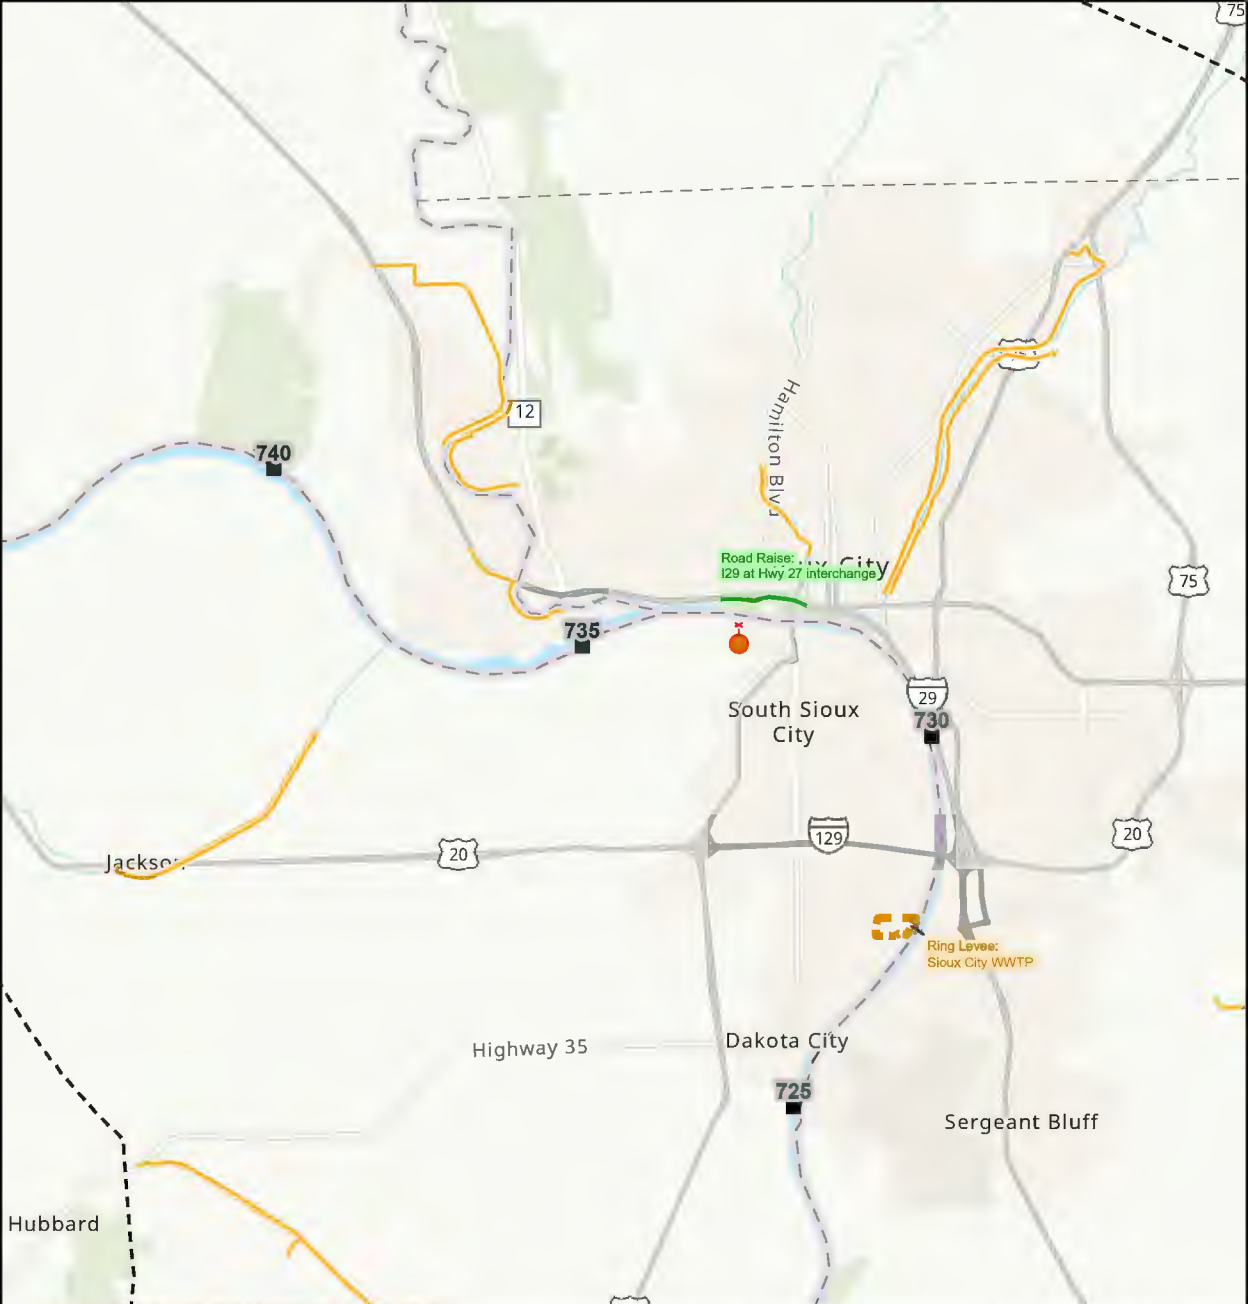 75
12
740
Hamilton Blvd
Road Raise:
I29 at Hwy 27 interchange
City
75
735
29
South Sioux
City
730
129
20
20
Ring Levee:
Sioux City WWTP
Highway 35
Dakota City
725
Sergeant Bluff
Hubbard